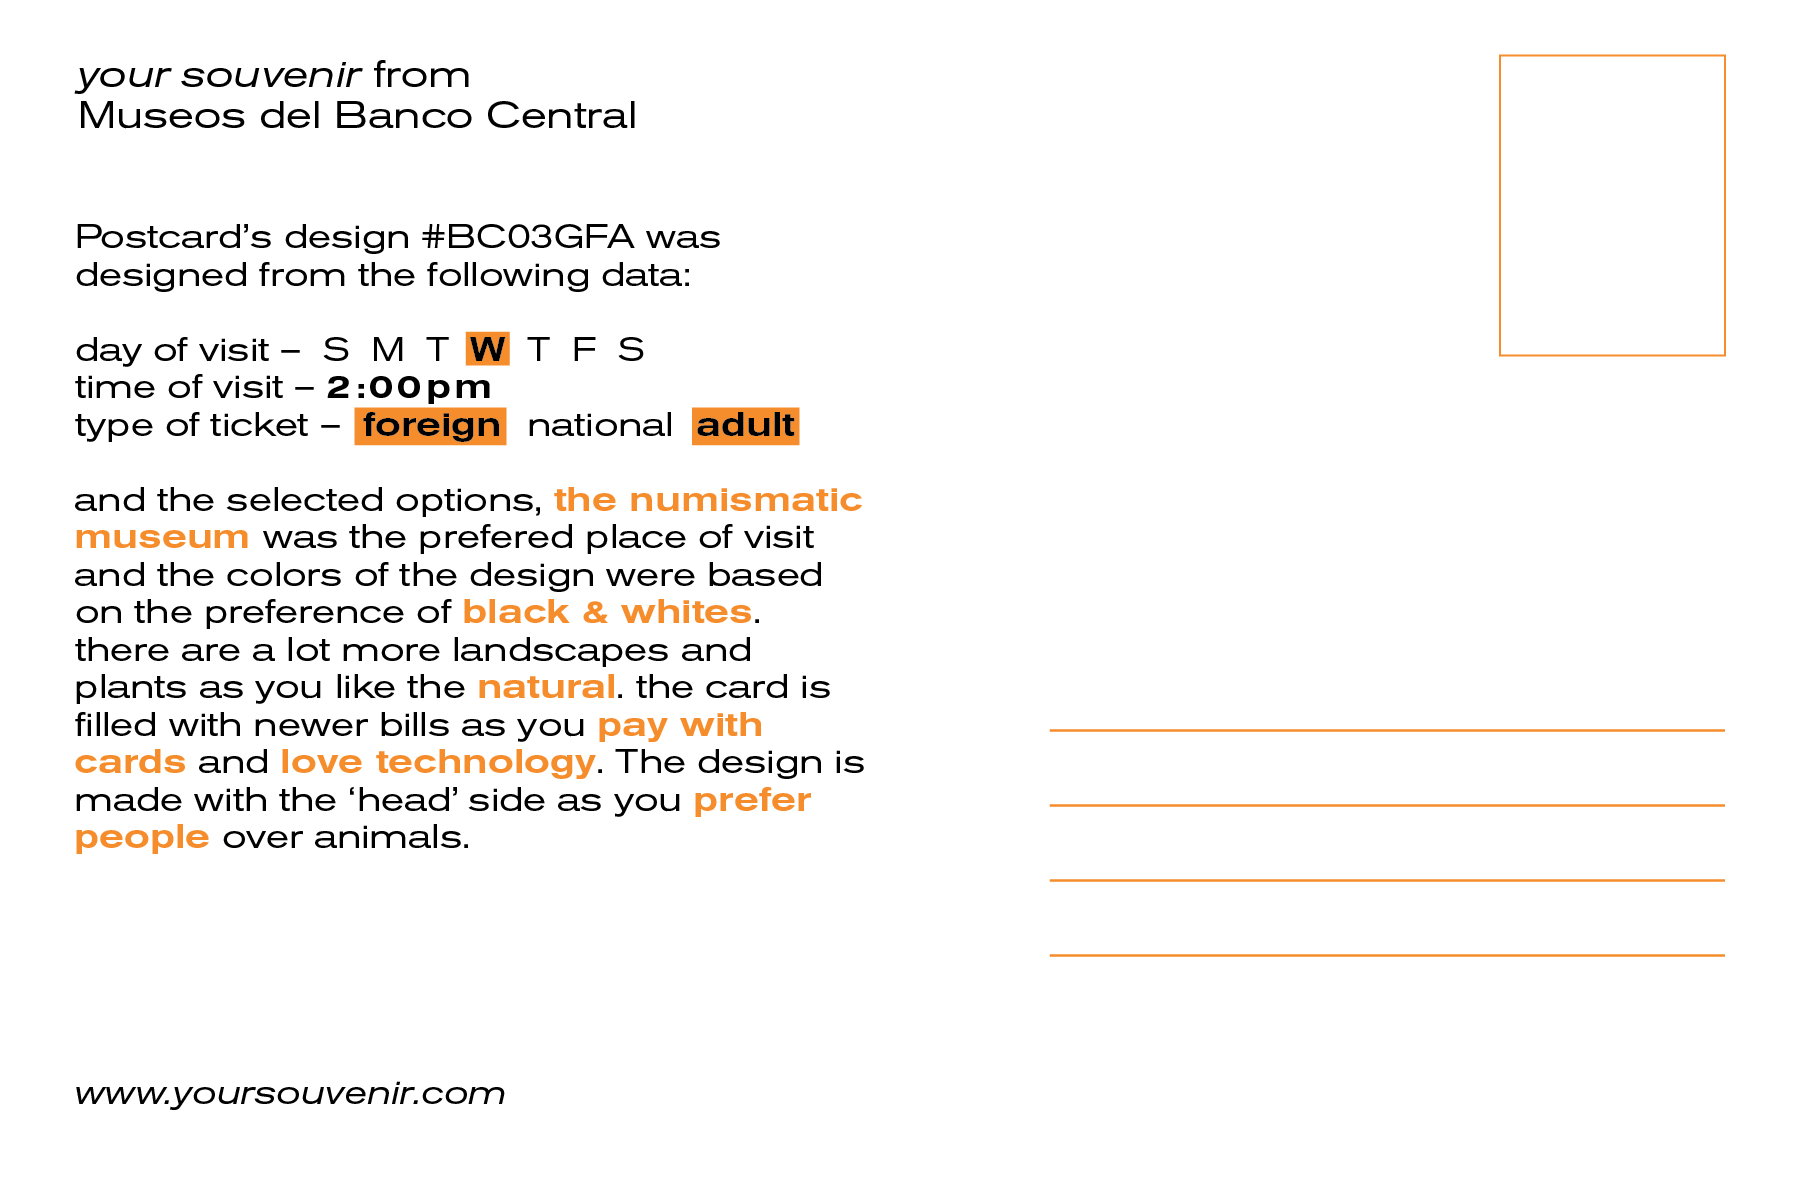 your souvenir from
Museos del Banco Central
Postcard’s design #BC03GFA was
designed from the following data:
day of visit – S M T W T F S
time of visit – 2:00pm
type of ticket – foreign national adult
and the selected options, the numismatic
museum was the prefered place of visit
and the colors of the design were based
on the preference of black & whites.
there are a lot more landscapes and
plants as you like the natural. the card is
filled with newer bills as you pay with
cards and love technology. The design is
made with the ‘head’ side as you prefer
people over animals.
www.yoursouvenir.com